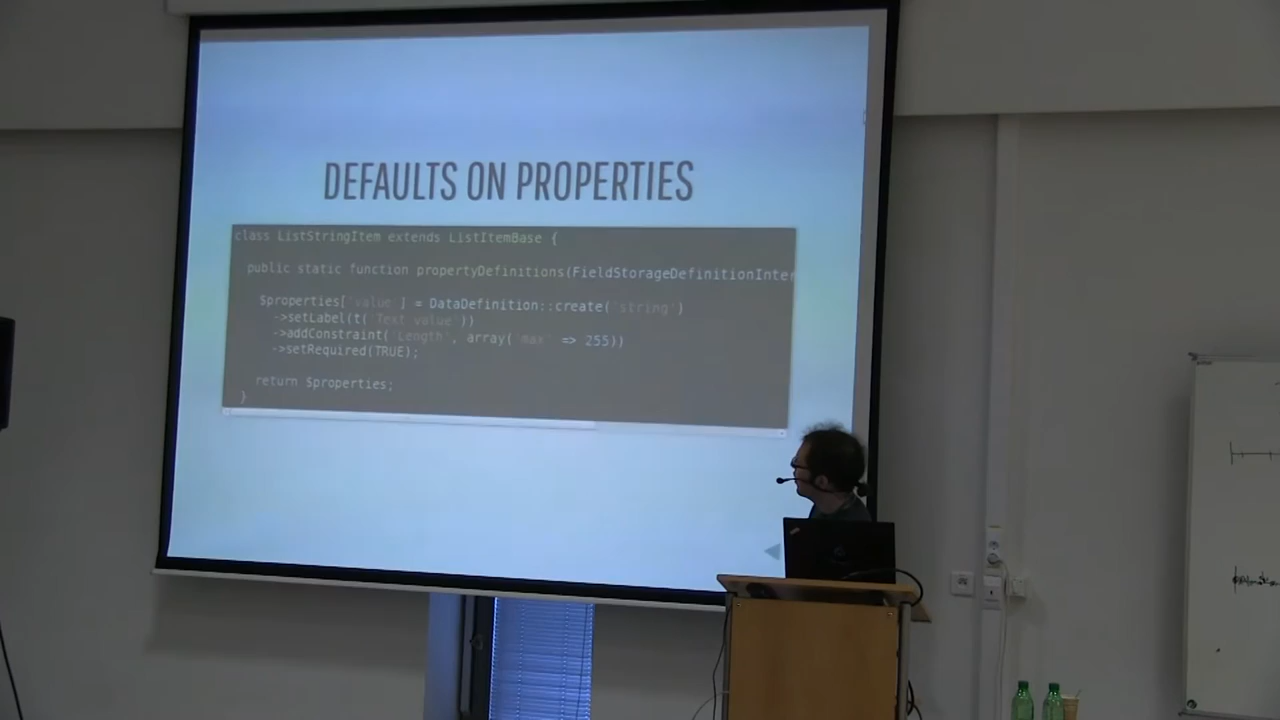 DEFAULTS ON PROPERTIES
class ListStringItem extends ListItemBase {
public static function propertyDefinitions(FieldStorageDefinitionInter
$properties['value'] = DataDefinition::create('string')
->setLabel(t('Text value'))
->addConstraint('Length', array('max' => 255))
->setRequired(TRUE);
return $properties;
}